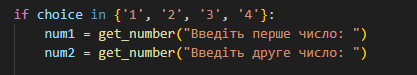 if choice in {'1', '2', '3', '4'}:
    num1 = get_number("Введіть перше число: ")
    num2 = get_number("Введіть друге число: ")